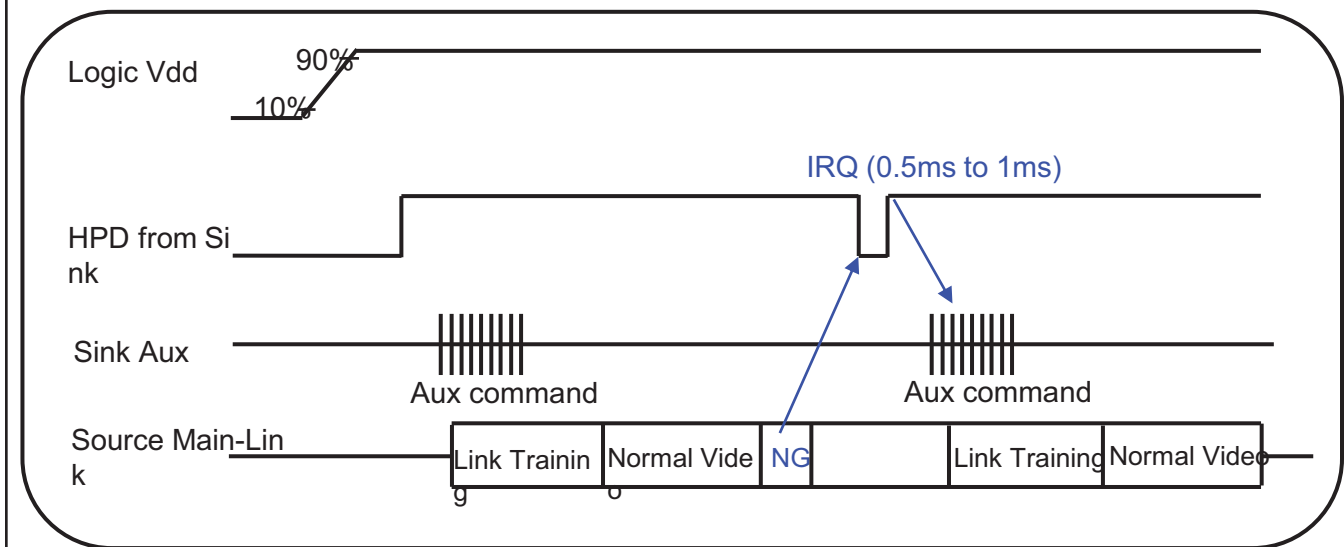 Logic Vdd
90%
10%
IRQ (0.5ms to 1ms)
HPD from Si
nk
Sink Aux
Aux command
Aux command
Source Main-Lin
k
Link Trainin
g
Normal Vide
o
NG
Link Training
Normal Video